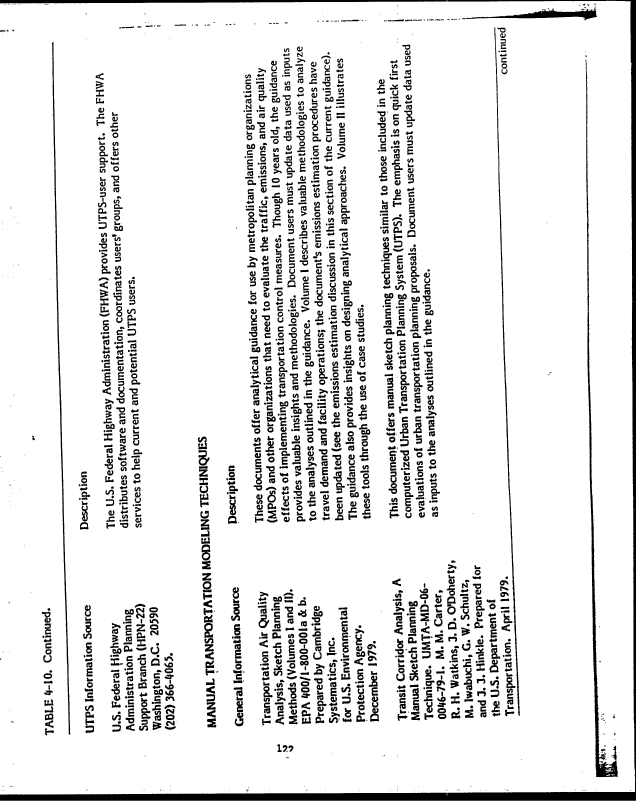 TABLE 4-10. Continued.
UTPS Information Source
Description
U.S. Federal Highway
Administration Planning
Support Branch (HPN-22)
Washington, D.C. 20590
(202) 366-4065.
The U.S. Federal Highway Administration (FHWA) provides UTPS-user support. The FHWA
distributes software and documentation, coordinates users' groups, and offers other
services to help current and potential UTPS users.
MANUAL TRANSPORTATION MODELING TECHNIQUES
General Information Source
Description
Transportation Air Quality
Analysis, Sketch Planning
Methods (Volumes I and II).
EPA 400/1-800-001a & b.
Prepared by Cambridge
Systematics, Inc.
for U.S. Environmental
Protection Agency.
December 1979.
These documents offer analytical guidance for use by metropolitan planning organizations
(MPOs) and other organizations that need to evaluate the traffic, emissions, and air quality
effects of implementing transportation control measures. Though 10 years old, the guidance
provides valuable insights and methodologies. Document users must update data used as inputs
to the analyses outlined in the guidance. Volume I describes valuable methodologies to analyze
travel demand and facility operations; the document's emissions estimation procedures have
been updated (see the emissions estimation discussion in this section of the current guidance).
The guidance also provides insights on designing analytical approaches. Volume II illustrates
these tools through the use of case studies.
Transit Corridor Analysis, A
Manual Sketch Planning
Technique. UMTA-MD-06-
0046-79-1. M. M. Carter,
R. H. Watkins, J. D. O'Doherty,
M. Iwabuchi, G. W. Schultz,
and J. J. Hinkle. Prepared for
the U.S. Department of
Transportation. April 1979.
This document offers manual sketch planning techniques similar to those included in the
computerized Urban Transportation Planning System (UTPS). The emphasis is on quick first
evaluations of urban transportation planning proposals. Document users must update data used
as inputs to the analyses outlined in the guidance.
continued
122